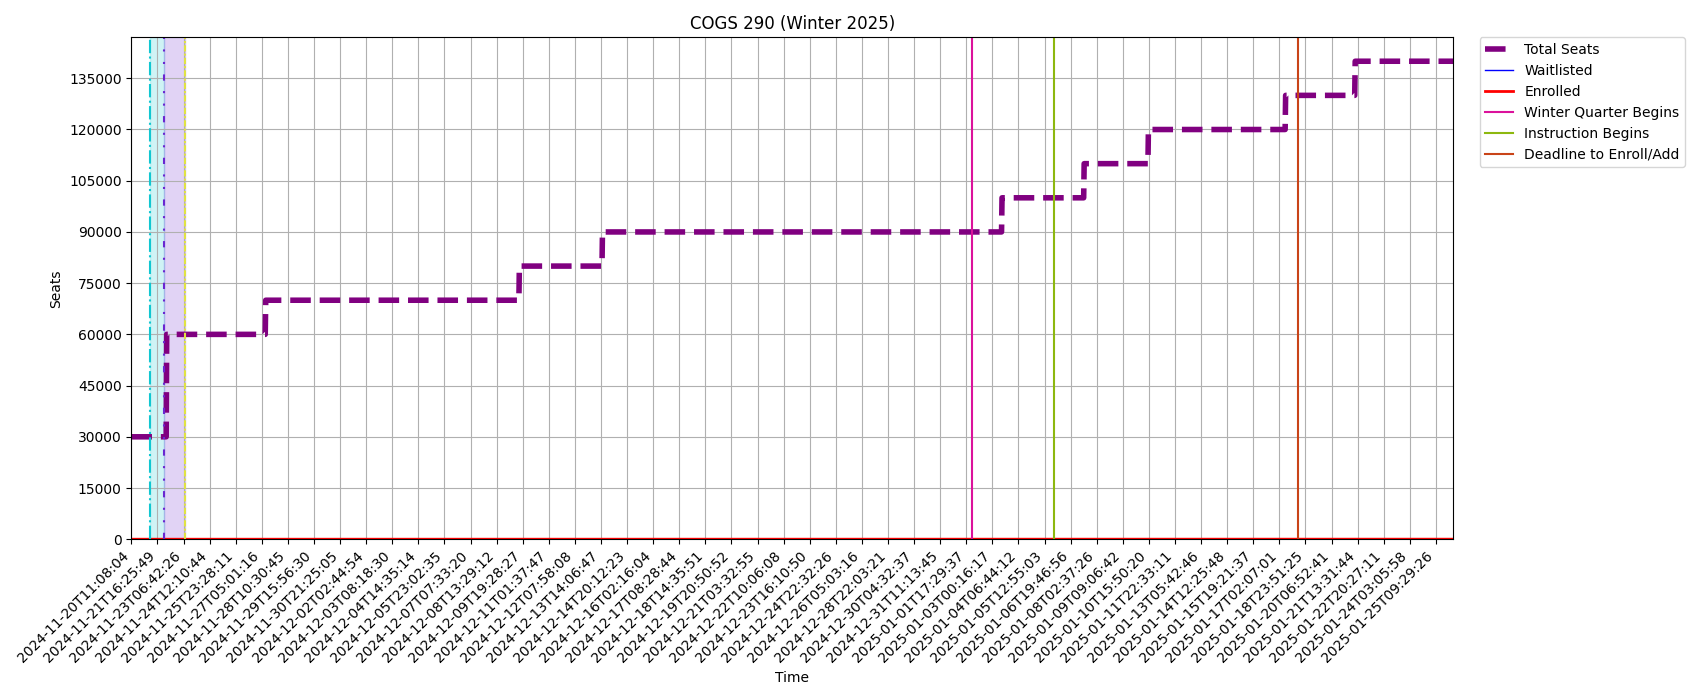 COGS 290 (Winter 2025)
Total Seats
Waitlisted
Enrolled
Winter Quarter Begins
Instruction Begins
Deadline to Enroll/Add
Seats
135000
120000
105000
90000
75000
60000
45000
30000
15000
0
2024-11-20T11:08:04
2024-11-21T16:25:49
2024-11-23T06:42:26
2024-11-24T12:10:44
2024-11-25T23:28:11
2024-11-27T05:01:16
2024-11-28T10:30:45
2024-11-29T15:56:30
2024-11-30T21:25:05
2024-12-02T02:44:54
2024-12-03T08:18:30
2024-12-04T14:35:14
2024-12-05T23:02:35
2024-12-07T07:33:20
2024-12-08T13:29:12
2024-12-09T19:28:27
2024-12-11T01:37:47
2024-12-12T07:58:08
2024-12-13T14:06:47
2024-12-14T20:12:23
2024-12-16T02:16:04
2024-12-17T08:28:44
2024-12-18T14:35:51
2024-12-19T20:50:52
2024-12-21T03:32:55
2024-12-22T10:06:08
2024-12-23T16:10:50
2024-12-24T22:32:26
2024-12-26T05:03:16
2024-12-28T22:03:21
2024-12-30T04:32:37
2024-12-31T11:13:45
2025-01-01T17:29:37
2025-01-03T00:16:17
2025-01-04T06:44:12
2025-01-05T12:55:03
2025-01-06T19:46:56
2025-01-08T02:37:26
2025-01-09T09:06:42
2025-01-10T15:50:20
2025-01-11T22:33:11
2025-01-13T05:42:46
2025-01-14T12:25:48
2025-01-15T19:21:37
2025-01-17T02:07:01
2025-01-18T23:51:25
2025-01-20T06:52:41
2025-01-21T13:31:44
2025-01-22T20:27:11
2025-01-24T03:05:58
2025-01-25T09:29:26
Time